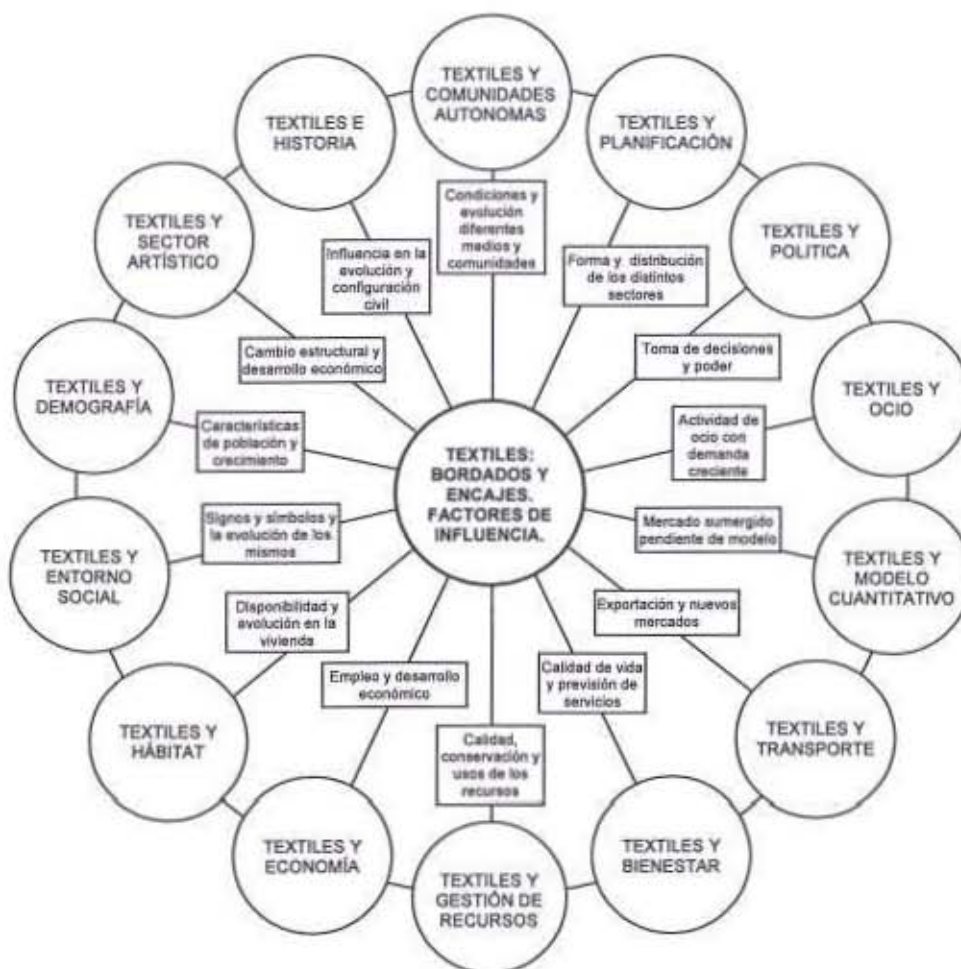 TEXTILES Y
COMUNIDADES
AUTONOMAS
TEXTILES Y
PLANIFICACIÓN
TEXTILES Y
POLITICA
TEXTILES Y
OCIO
TEXTILES Y
MODELO
CUANTITATIVO
TEXTILES Y
TRANSPORTE
TEXTILES Y
BIENESTAR
TEXTILES Y
GESTIÓN DE
RECURSOS
TEXTILES Y
ECONOMÍA
TEXTILES Y
HÁBITAT
TEXTILES Y
ENTORNO
SOCIAL
TEXTILES Y
DEMOGRAFÍA
TEXTILES Y
SECTOR
ARTÍSTICO
TEXTILES E
HISTORIA
Condiciones y
evolución
diferentes
medios y
comunidades
Forma y distribución
de los distintos
sectores
Toma de decisiones
y poder
Actividad de
ocio con
demanda
creciente
Mercado sumergido
pendiente de modelo
Exportación y nuevos
mercados
Calidad de vida
y previsión de
servicios
Calidad,
conservación y
usos de los
recursos
Empleo y desarrollo
económico
Disponibilidad y
evolución en la
vivienda
Signos y símbolos y
la evolución de los
mismos
Características
de población y
crecimiento
Cambio estructural y
desarrollo económico
Influencia en la
evolución y
configuración
civil
TEXTILES:
BORDADOS Y
ENCAJES.
FACTORES DE
INFLUENCIA.